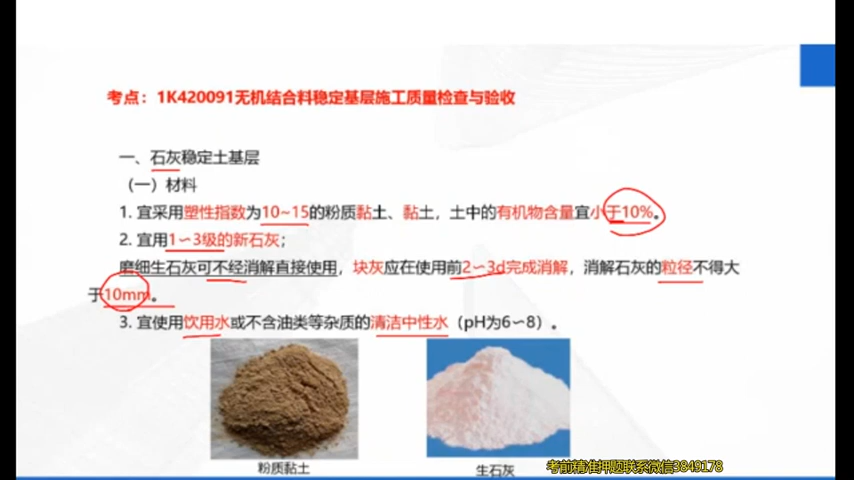 考点：1K420091无机结合料稳定基层施工质量检查与验收
一、石灰稳定土基层
（一）材料
1. 宜采用塑性指数为10~15的粉质黏土、黏土，土中的有机物含量宜小于10%。
2. 宜用1～3级的新石灰；
磨细生石灰可不经消解直接使用，块灰应在使用前2～3d完成消解，消解石灰的粒径不得大
于10mm。
3. 宜使用饮用水或不含油类等杂质的清洁中性水（pH为6～8）。
粉质黏土
生石灰
考前精准押题联系微信3849178